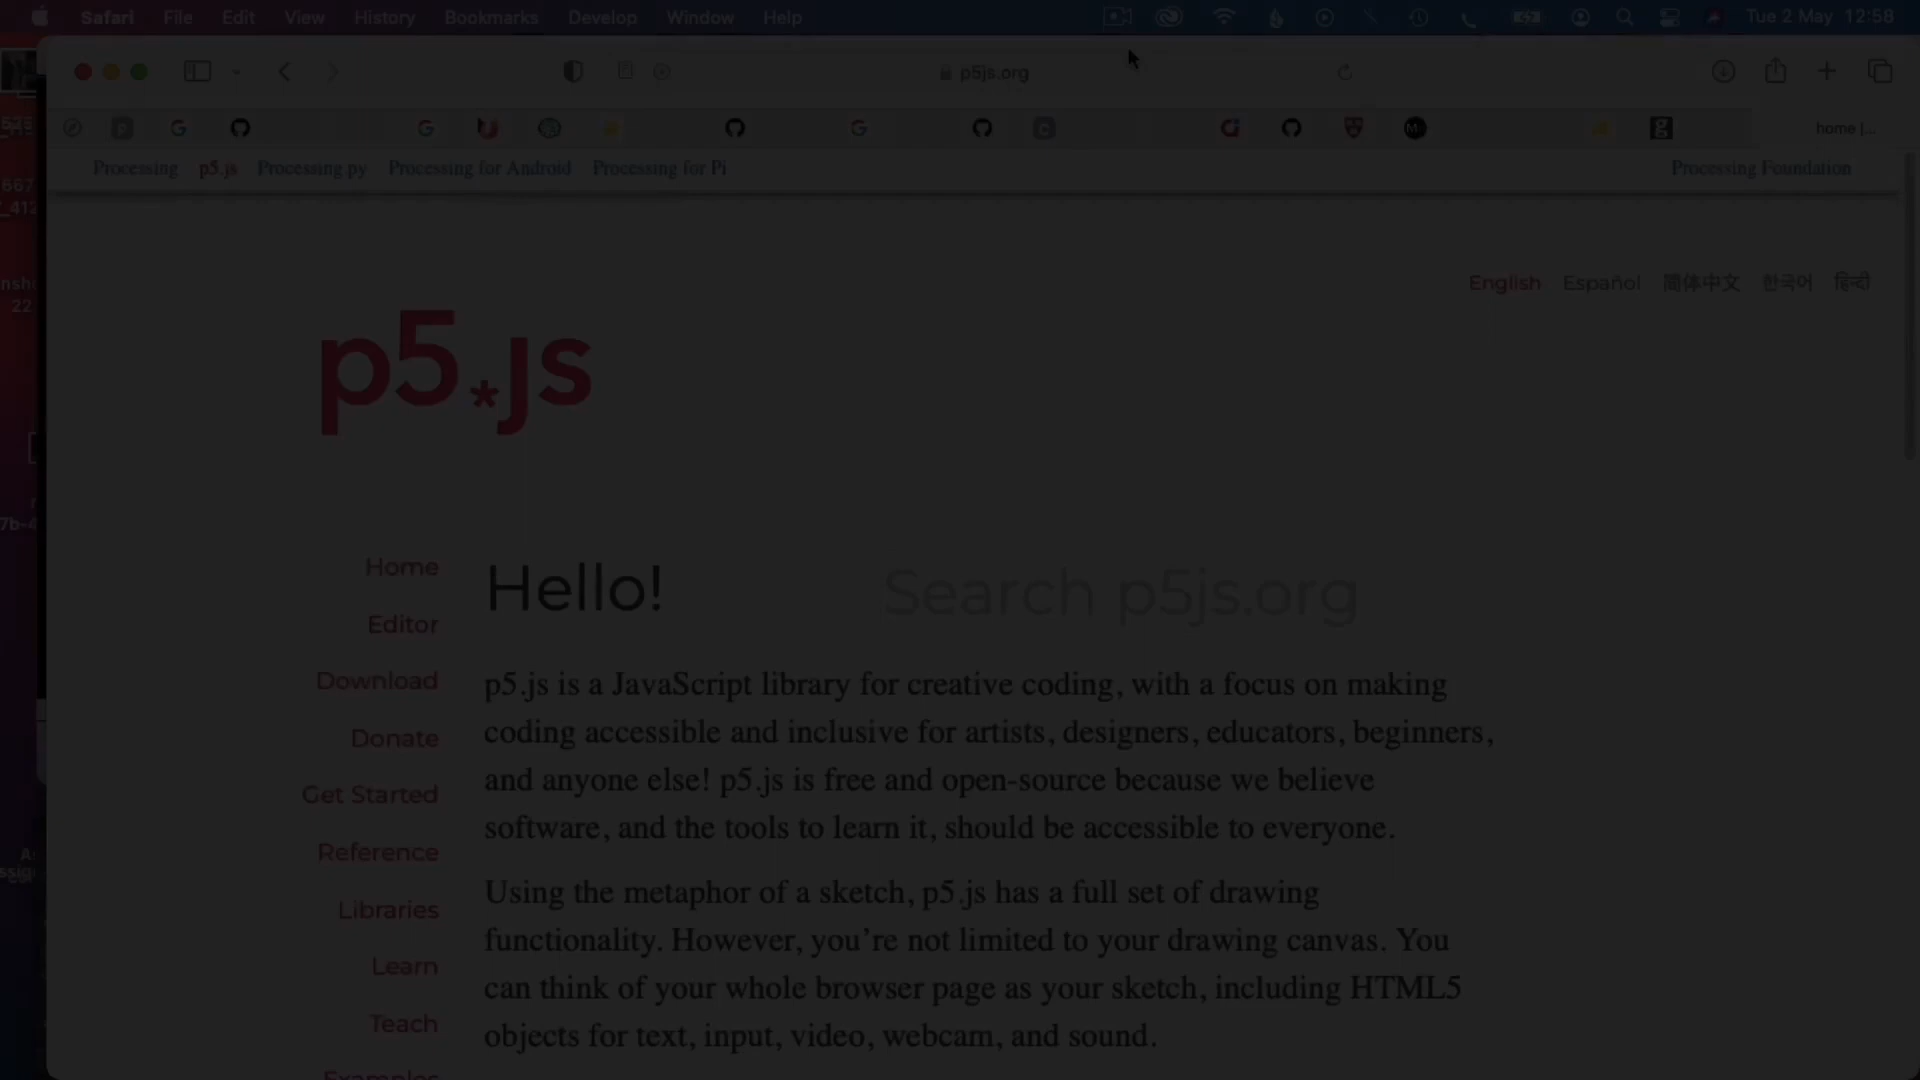 Safari File Edit View History Bookmarks Develop Window Help Tue 2 May 12:58
p5js.org
home |...
Processing p5.js Processing.py Processing for Android Processing for Pi Processing Foundation
English Español 简体中文 한국어 हिन्दी
p5.js
Home
Editor
Download
Donate
Get Started
Reference
Libraries
Learn
Teach
Examples
Hello!
Search p5js.org
p5.js is a JavaScript library for creative coding, with a focus on making
coding accessible and inclusive for artists, designers, educators, beginners,
and anyone else! p5.js is free and open-source because we believe
software, and the tools to learn it, should be accessible to everyone.
Using the metaphor of a sketch, p5.js has a full set of drawing
functionality. However, you’re not limited to your drawing canvas. You
can think of your whole browser page as your sketch, including HTML5
objects for text, input, video, webcam, and sound.